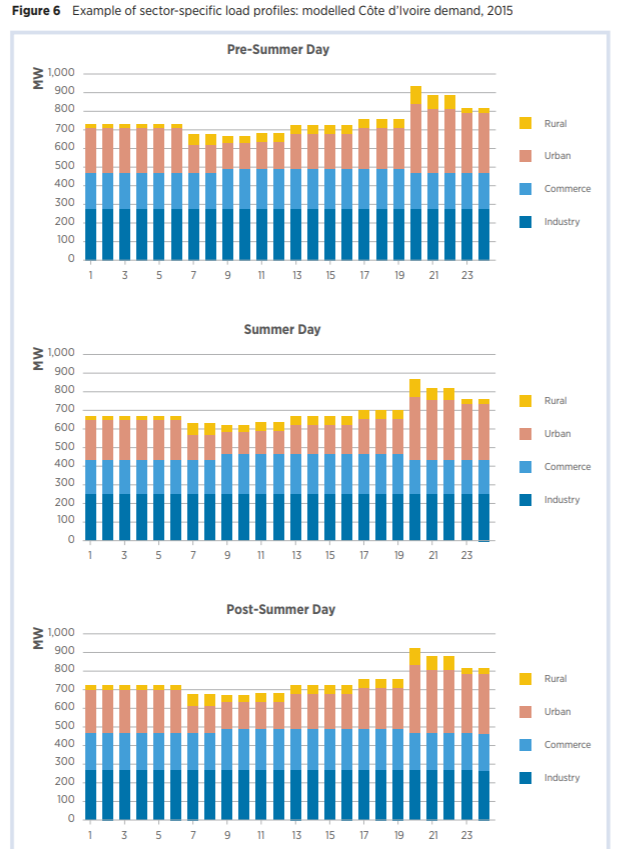 Figure 6 Example of sector-specific load profiles: modelled Côte d'Ivoire demand, 2015
Pre-Summer Day
MW
1,000
900
800
700
600
500
400
300
200
100
0
1 3 5 7 9 11 13 15 17 19 21 23
Rural
Urban
Commerce
Industry
Summer Day
MW
1,000
900
800
700
600
500
400
300
200
100
0
1 3 5 7 9 11 13 15 17 19 21 23
Rural
Urban
Commerce
Industry
Post-Summer Day
MW
1,000
900
800
700
600
500
400
300
200
100
0
1 3 5 7 9 11 13 15 17 19 21 23
Rural
Urban
Commerce
Industry